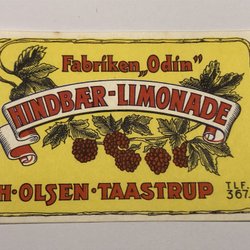 Fabriken „Odin"
HINDBÆR-LIMONADE
H·OLSEN·TAASTRUP
TLF.
367